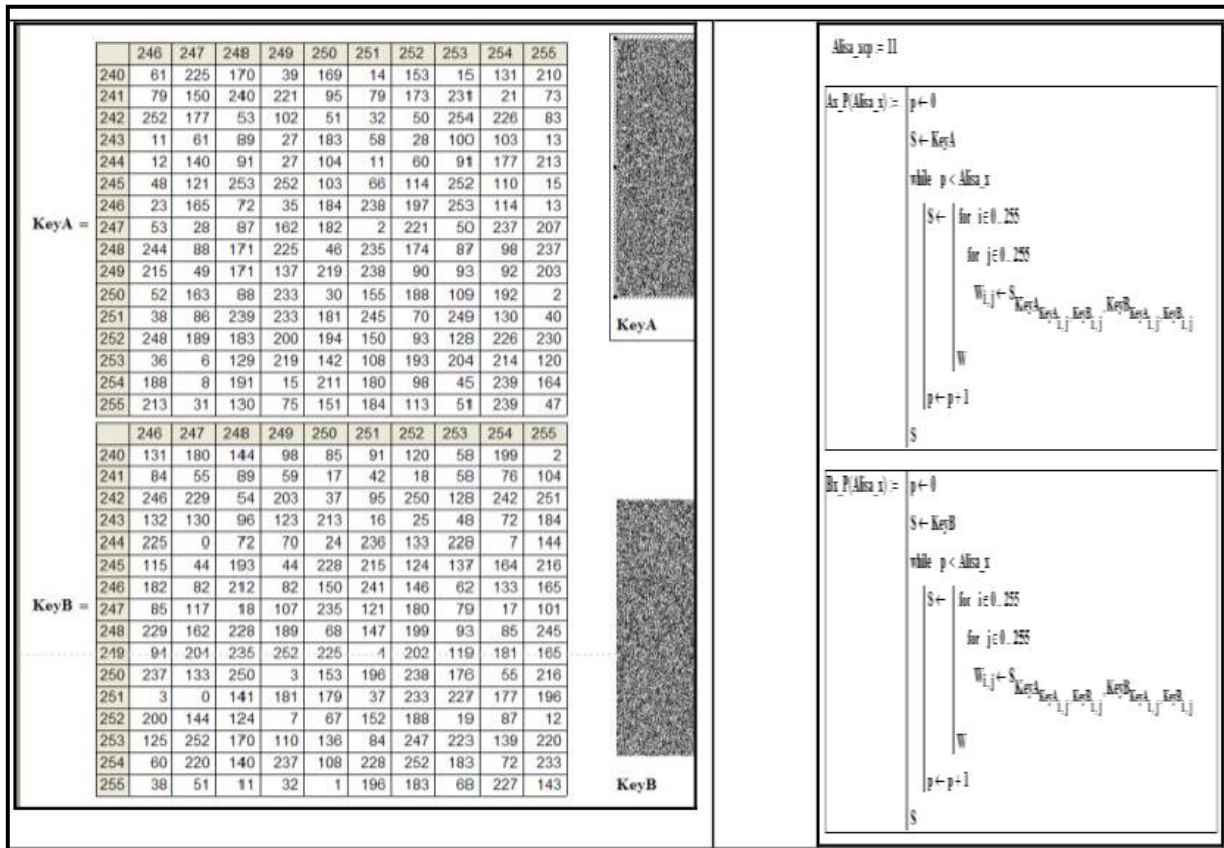 246 247 248 249 250 251 252 253 254 255
240 61 225 170 39 169 14 153 15 131 210
241 79 150 240 221 95 79 173 231 21 73
242 252 177 53 102 51 32 50 254 226 83
243 11 61 89 27 183 58 28 100 103 13
244 12 140 91 27 104 11 60 91 177 213
245 48 121 253 252 103 66 114 252 110 15
246 23 165 72 35 184 238 197 253 114 13
KeyA = 247 53 28 87 162 182 2 221 50 237 207
248 244 88 171 225 46 235 174 87 98 237
249 215 49 171 137 219 238 90 93 92 203
250 52 163 88 233 30 155 188 109 192 2
251 38 86 239 233 181 245 70 249 130 40
252 248 189 183 200 194 150 93 128 226 230
253 36 6 129 219 142 108 193 204 214 120
254 188 8 191 15 211 180 98 45 239 164
255 213 31 130 75 151 184 113 51 239 47
KeyA
246 247 248 249 250 251 252 253 254 255
240 131 180 144 98 85 91 120 58 199 2
241 84 55 89 59 17 42 18 58 76 104
242 246 229 54 203 37 95 250 128 242 251
243 132 130 96 123 213 16 25 48 72 184
244 225 0 72 70 24 236 133 228 7 144
245 115 44 193 44 228 215 124 137 164 216
246 182 82 212 82 150 241 146 62 133 165
KeyB = 247 85 117 18 107 235 121 180 79 17 101
248 229 162 228 189 68 147 199 93 85 245
249 91 201 235 252 225 4 202 119 181 165
250 237 133 250 3 153 196 238 176 55 216
251 3 0 141 181 179 37 233 227 177 196
252 200 144 124 7 67 152 188 19 87 12
253 125 252 170 110 136 84 247 223 139 220
254 60 220 140 237 108 228 252 183 72 233
255 38 51 11 32 1 196 183 68 227 143
KeyB
Alisa_xcp := 11
Ax_P(Alisa_x) := p ← 0
S ← KeyA
while p < Alisa_x
S ← for i ∈ 0..255
for j ∈ 0..255
W i,j ← S KeyA KeyA i,j , KeyB i,j , KeyB KeyA i,j , KeyB i,j
W
p ← p+1
S
Bx_P(Alisa_x) := p ← 0
S ← KeyB
while p < Alisa_x
S ← for i ∈ 0..255
for j ∈ 0..255
W i,j ← S KeyA KeyA i,j , KeyB i,j , KeyB KeyA i,j , KeyB i,j
W
p ← p+1
S